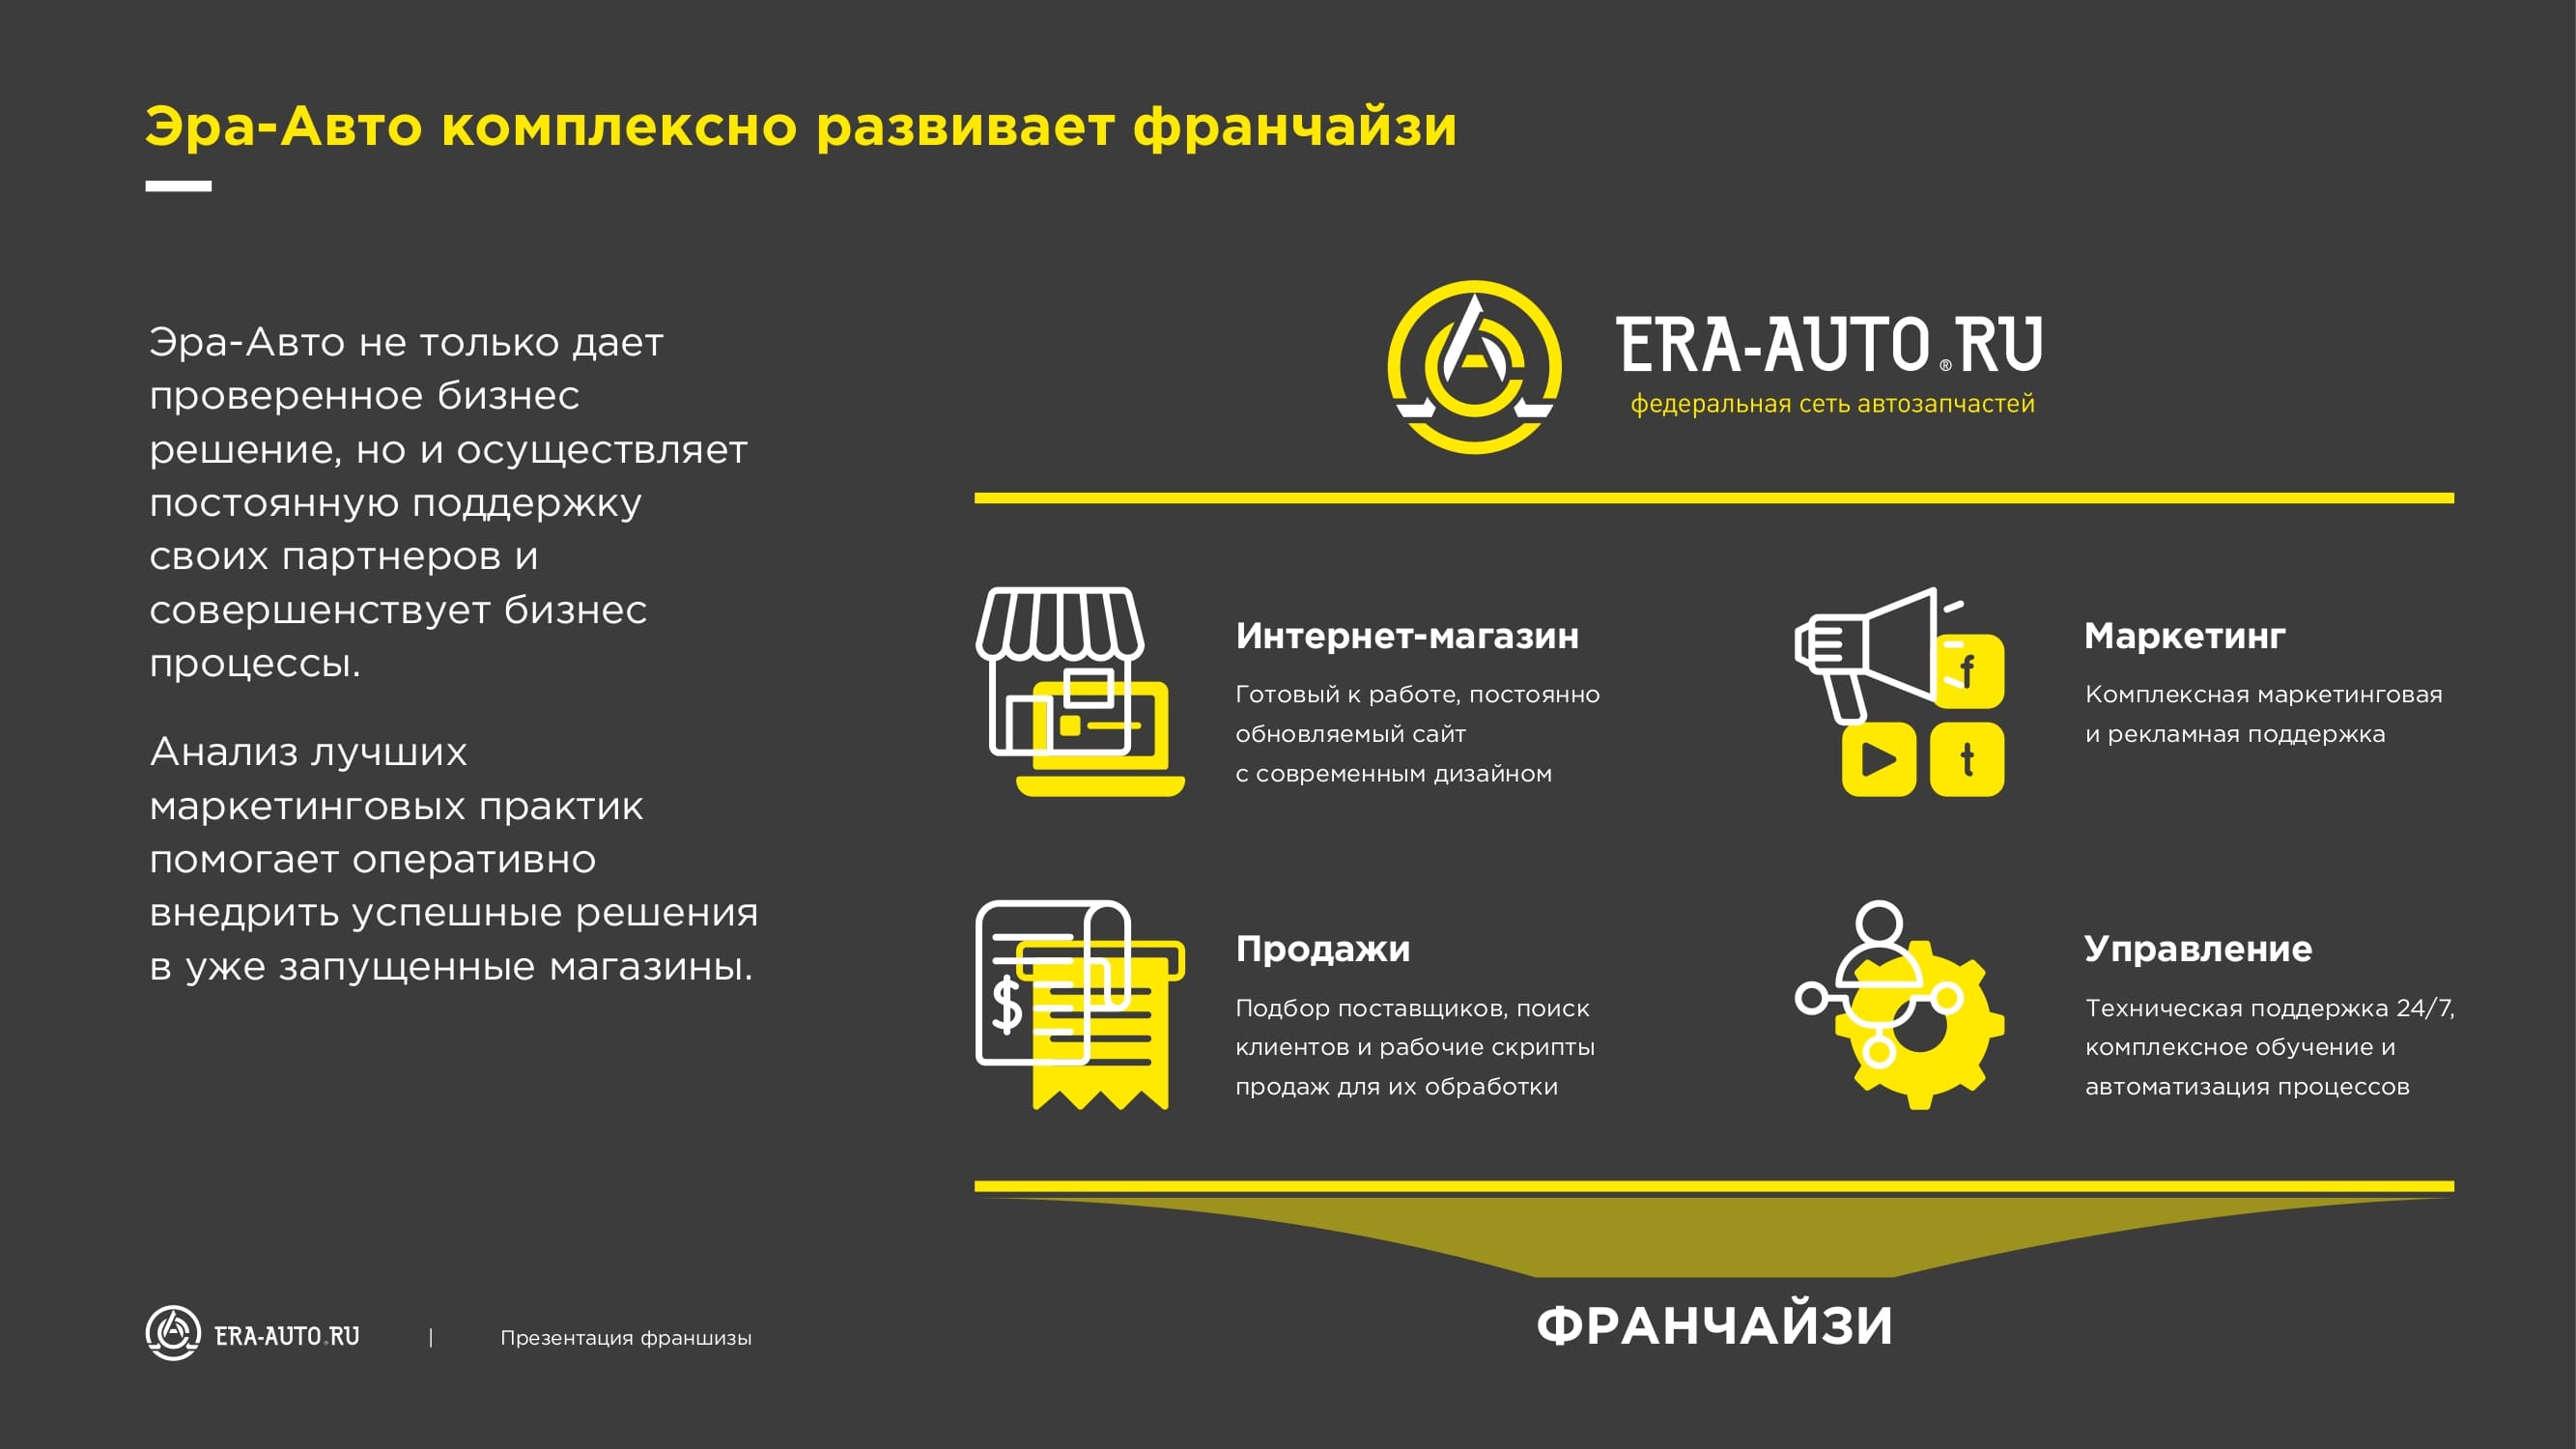 Эра-Авто комплексно развивает франчайзи
Эра-Авто не только дает
проверенное бизнес
решение, но и осуществляет
постоянную поддержку
своих партнеров и
совершенствует бизнес
процессы.
Анализ лучших
маркетинговых практик
помогает оперативно
внедрить успешные решения
в уже запущенные магазины.
ERA-AUTO®RU
федеральная сеть автозапчастей
Интернет-магазин
Готовый к работе, постоянно
обновляемый сайт
с современным дизайном
f
t
Маркетинг
Комплексная маркетинговая
и рекламная поддержка
$
Продажи
Подбор поставщиков, поиск
клиентов и рабочие скрипты
продаж для их обработки
Управление
Техническая поддержка 24/7,
комплексное обучение и
автоматизация процессов
ФРАНЧАЙЗИ
ERA-AUTO.RU | Презентация франшизы